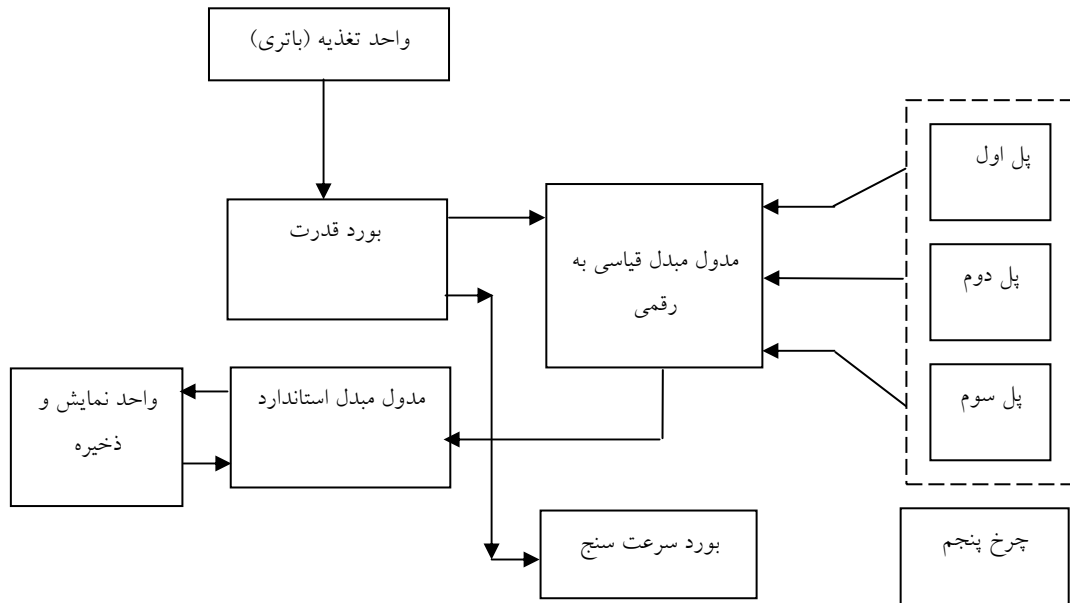 واحد تغذیه (باتری)
پل اول
بورد قدرت
مدول مبدل قیاسی به
رقمی
پل دوم
پل سوم
مدول مبدل استاندارد
واحد نمایش و
ذخیره
بورد سرعت سنج
چرخ پنجم